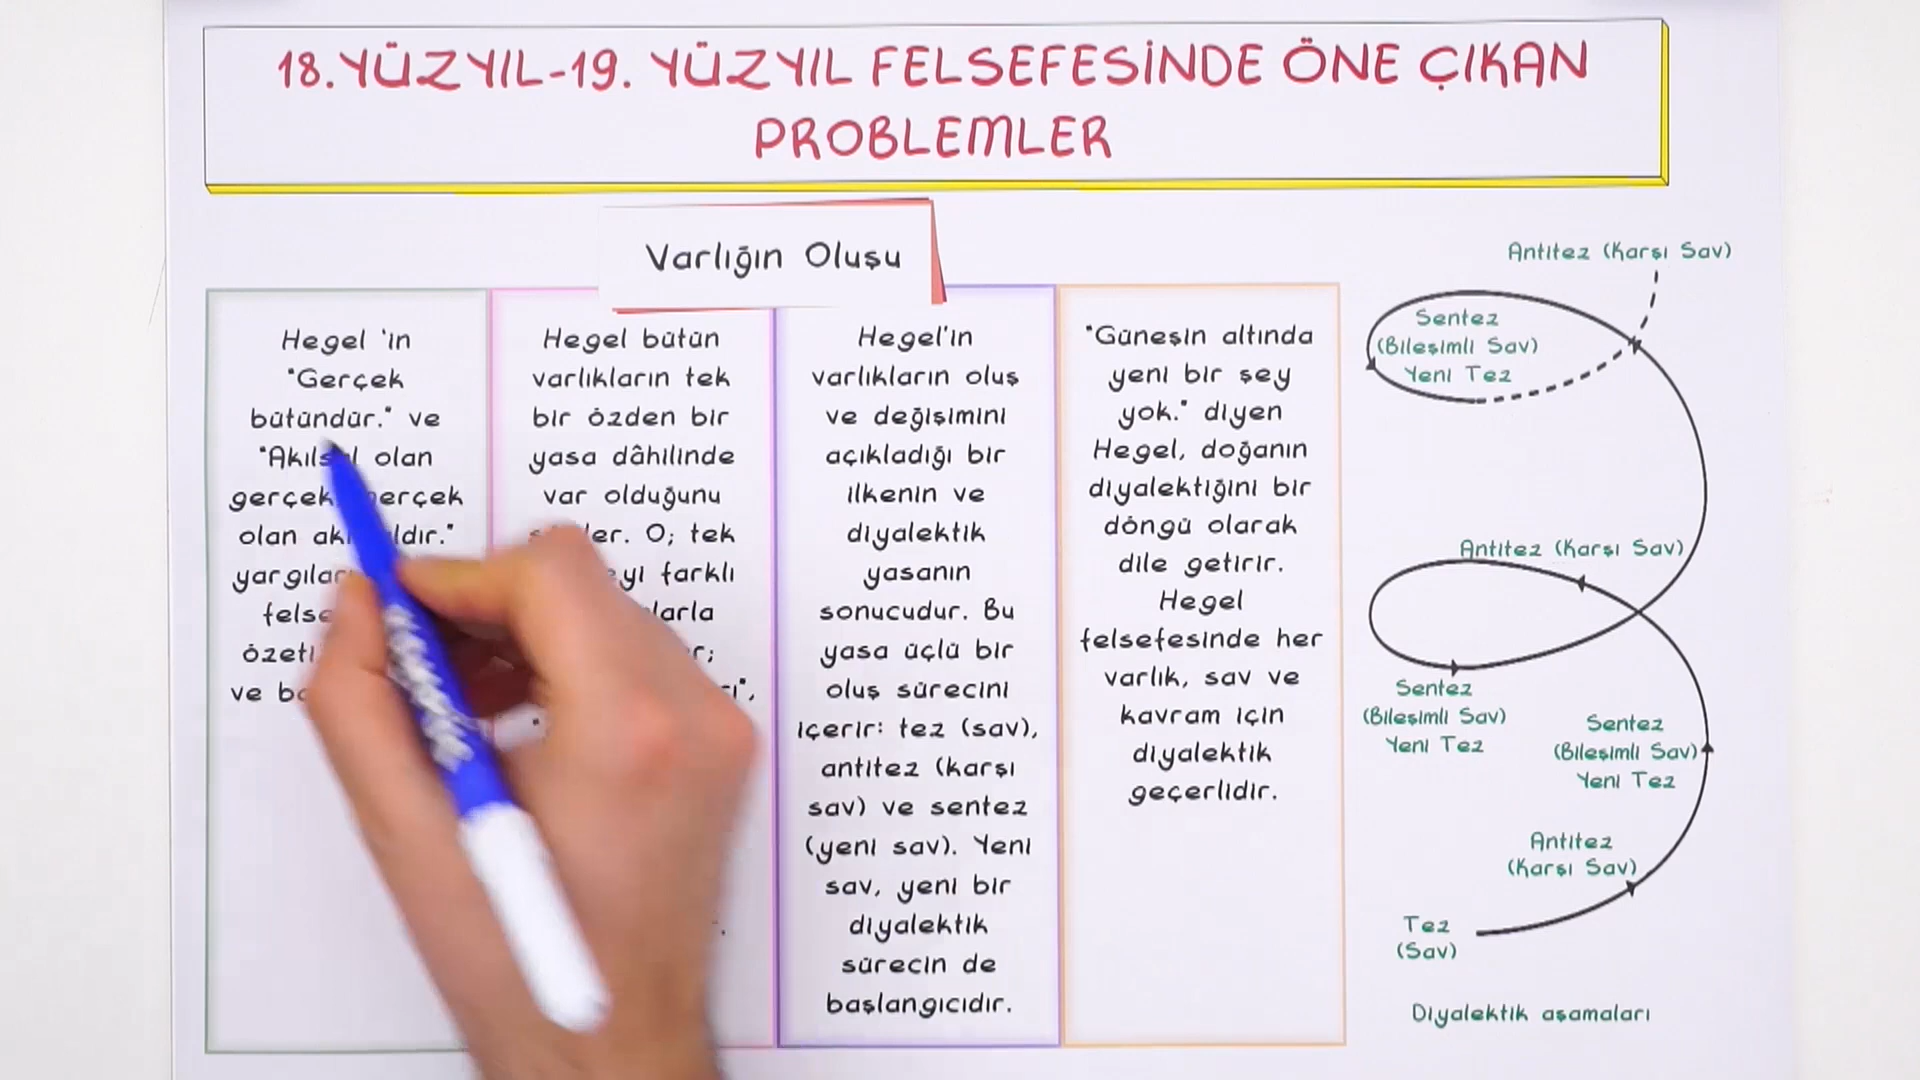 18.YÜZYIL-19. YÜZYIL FELSEFESİNDE ÖNE ÇIKAN
PROBLEMLER
Varlığın Oluşu
Hegel 'in
"Gerçek
bütündür." ve
olan
gerçek
olan
ve
Hegel bütün
varlıkların tek
bir özden bir
yasa dâhilinde
var olduğunu
O; tek
farklı
Hegel'in
varlıkların oluş
ve değişimini
açıkladığı bir
ilkenin ve
diyalektik
yasanın
sonucudur. Bu
yasa üçlü bir
oluş sürecini
içerir: tez (sav),
antitez (karşı
sav) ve sentez
(yeni sav). Yeni
sav, yeni bir
diyalektik
sürecin de
başlangıcıdır.
"Güneşin altında
yeni bir şey
yok." diyen
Hegel, doğanın
diyalektiğini bir
döngü olarak
dile getirir.
Hegel
felsefesinde her
varlık, sav ve
kavram için
diyalektik
geçerlidir.
Antitez (Karşı Sav)
Sentez
(Bileşimli Sav)
Yeni Tez
Antitez (Karşı Sav)
Sentez
(Bileşimli Sav)
Yeni Tez
Sentez
(Bileşimli Sav)
Yeni Tez
Antitez
(Karşı Sav)
Tez
(Sav)
Diyalektik aşamaları